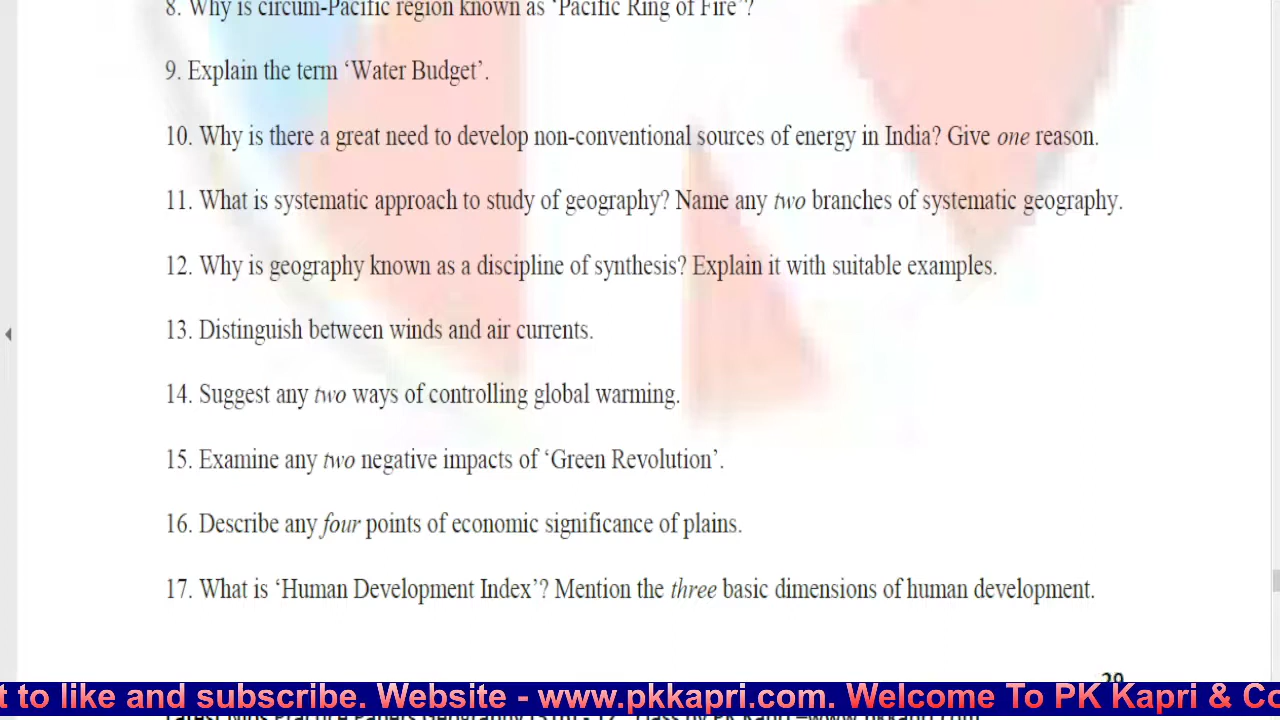 8. Why is circum-Pacific region known as ‘Pacific Ring of Fire’?
9. Explain the term ‘Water Budget’.
10. Why is there a great need to develop non-conventional sources of energy in India? Give one reason.
11. What is systematic approach to study of geography? Name any two branches of systematic geography.
12. Why is geography known as a discipline of synthesis? Explain it with suitable examples.
13. Distinguish between winds and air currents.
14. Suggest any two ways of controlling global warming.
15. Examine any two negative impacts of ‘Green Revolution’.
16. Describe any four points of economic significance of plains.
17. What is ‘Human Development Index’? Mention the three basic dimensions of human development.
29
t to like and subscribe. Website - www.pkkapri.com. Welcome To PK Kapri & Co